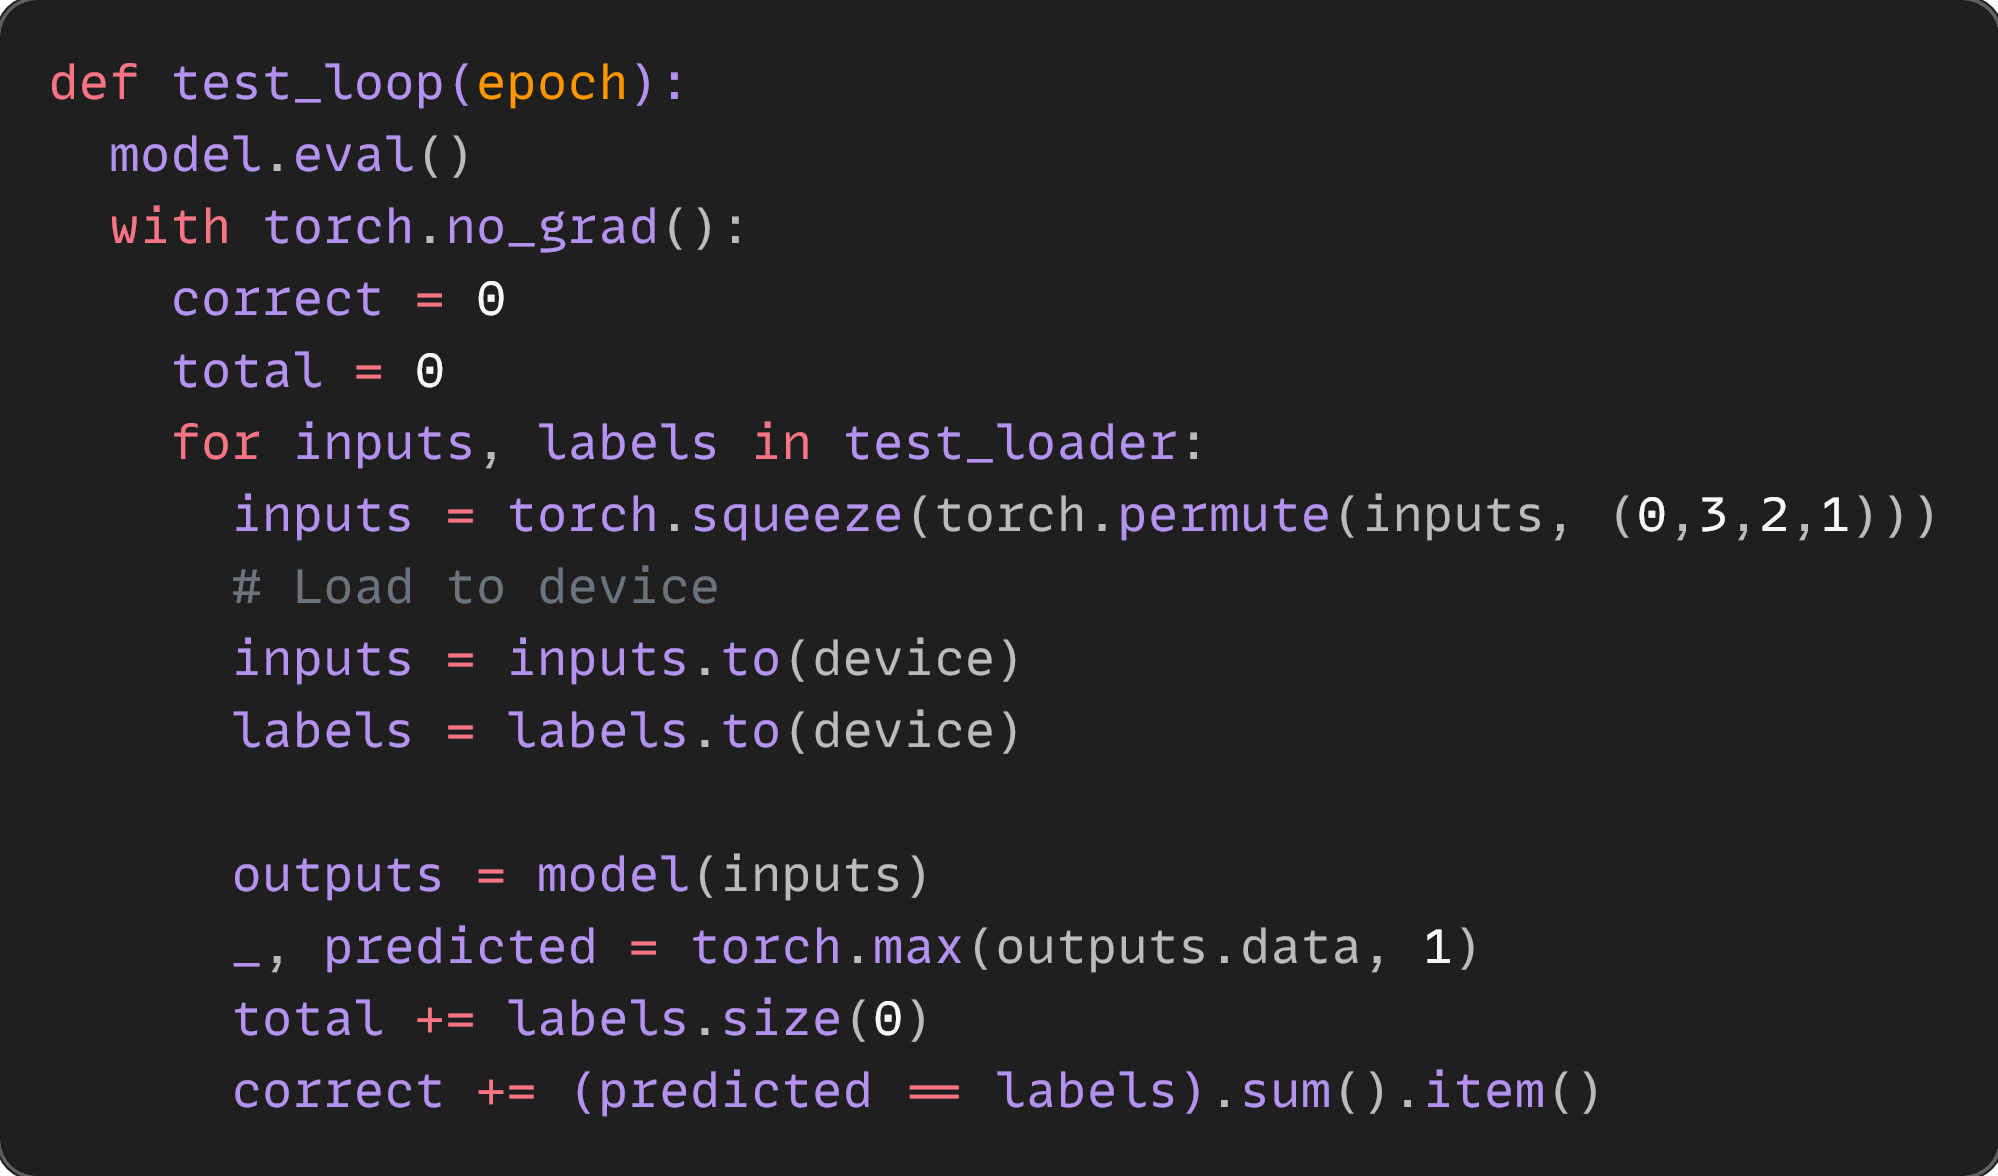 def test_loop(epoch):
  model.eval()
  with torch.no_grad():
    correct = 0
    total = 0
    for inputs, labels in test_loader:
      inputs = torch.squeeze(torch.permute(inputs, (0,3,2,1)))
      # Load to device
      inputs = inputs.to(device)
      labels = labels.to(device)

      outputs = model(inputs)
      _, predicted = torch.max(outputs.data, 1)
      total += labels.size(0)
      correct += (predicted == labels).sum().item()